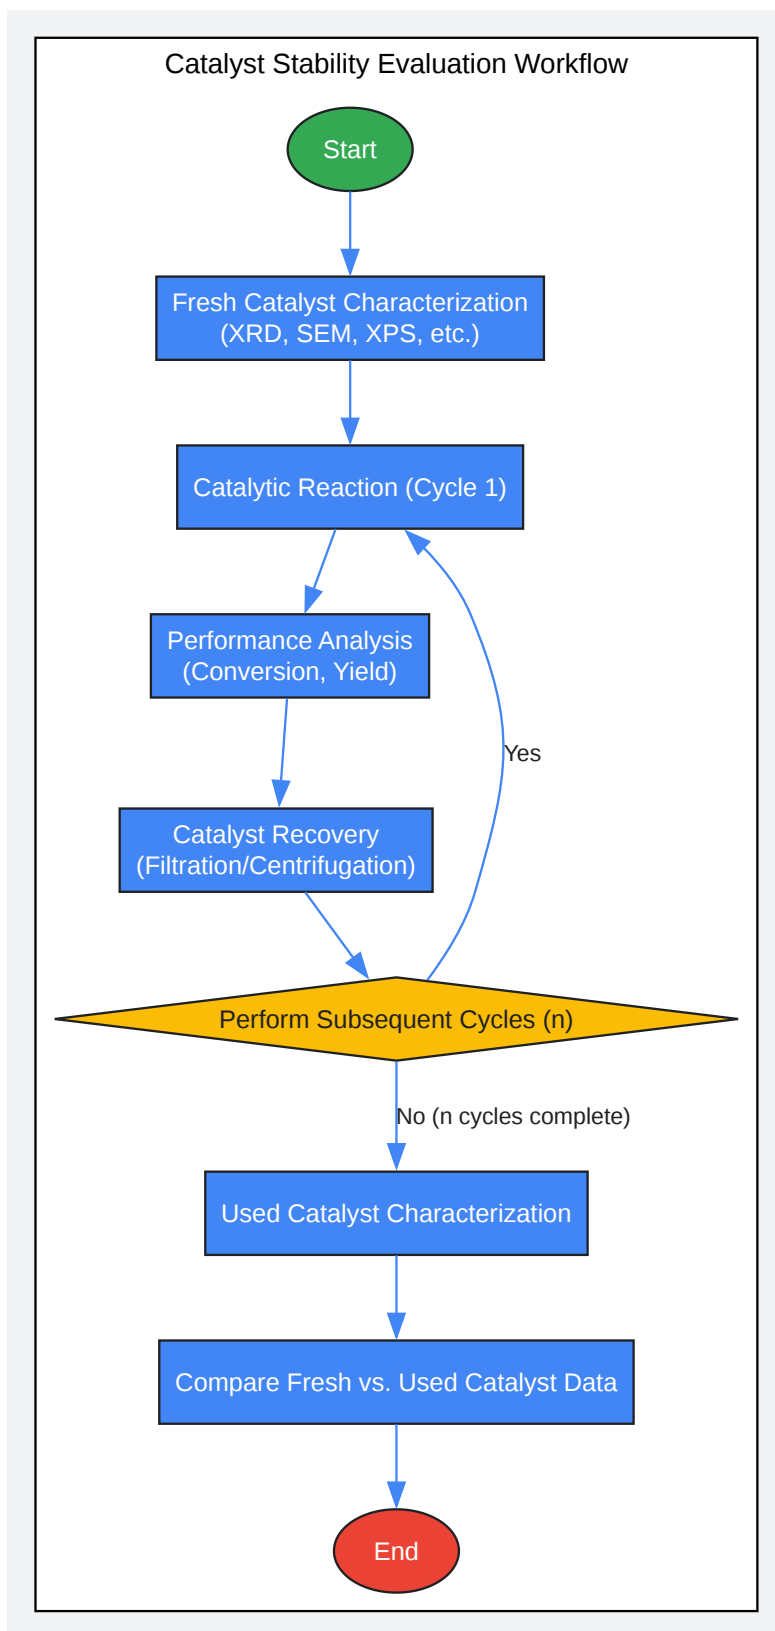 Catalyst Stability Evaluation Workflow
Start
Fresh Catalyst Characterization
(XRD, SEM, XPS, etc.)
Catalytic Reaction (Cycle 1)
Performance Analysis
(Conversion, Yield)
Yes
Catalyst Recovery
(Filtration/Centrifugation)
Perform Subsequent Cycles (n)
No (n cycles complete)
Used Catalyst Characterization
Compare Fresh vs. Used Catalyst Data
End